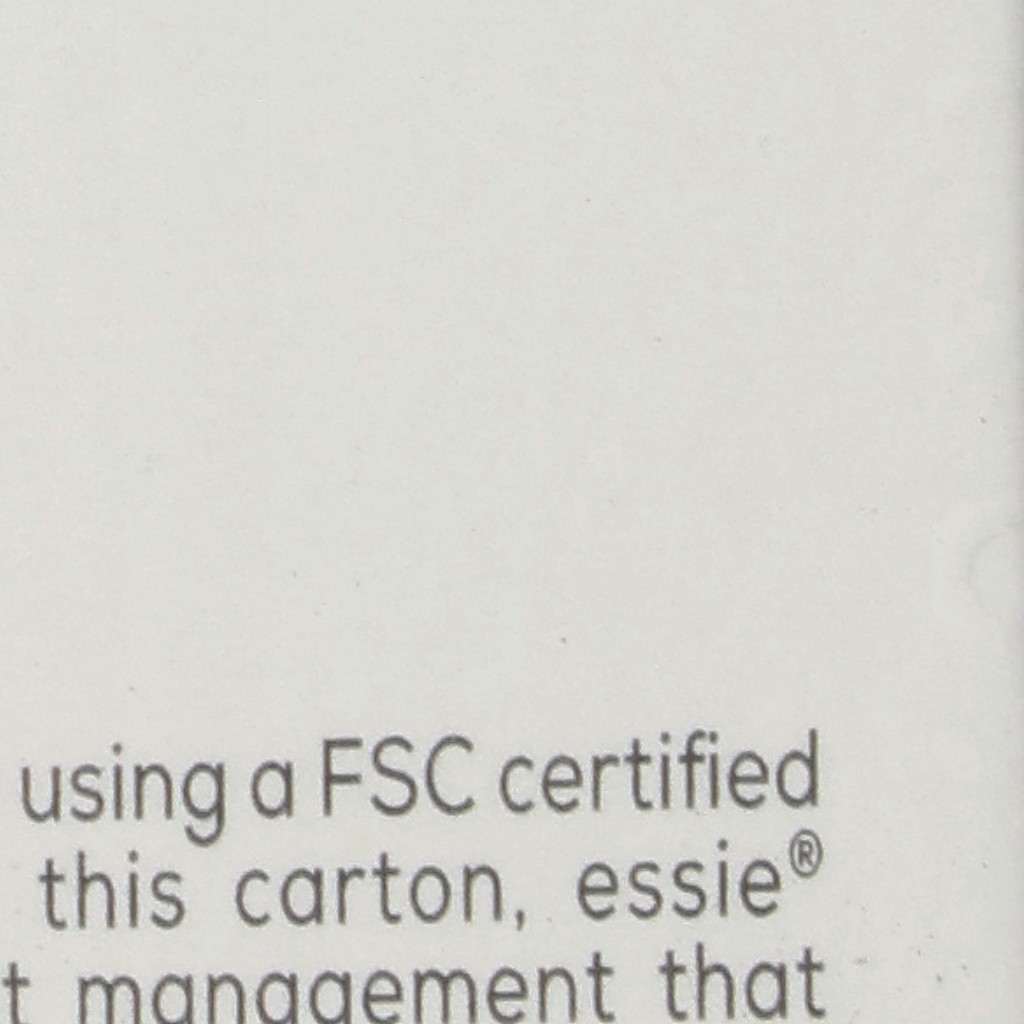 using a FSC certified
this carton, essie®
t management that